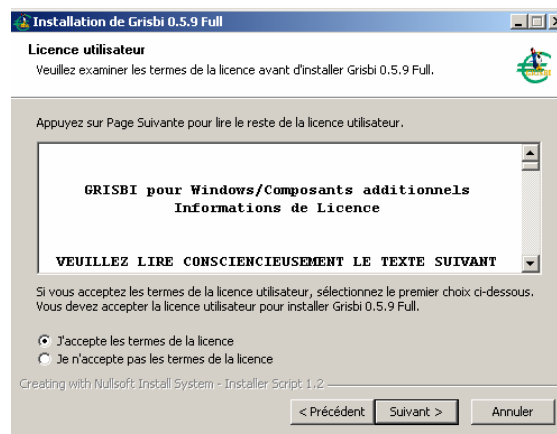 Installation de Grisbi 0.5.9 Full
Licence utilisateur
Veuillez examiner les termes de la licence avant d'installer Grisbi 0.5.9 Full.
Appuyez sur Page Suivante pour lire le reste de la licence utilisateur.
GRISBI pour Windows/Composants additionnels
Informations de Licence
VEUILLEZ LIRE CONSCIENCIEUSEMENT LE TEXTE SUIVANT
Si vous acceptez les termes de la licence utilisateur, sélectionnez le premier choix ci-dessous.
Vous devez accepter la licence utilisateur pour installer Grisbi 0.5.9 Full.
J'accepte les termes de la licence
Je n'accepte pas les termes de la licence
Creating with Nullsoft Install System - Installer Script 1.2
< Précédent Suivant > Annuler